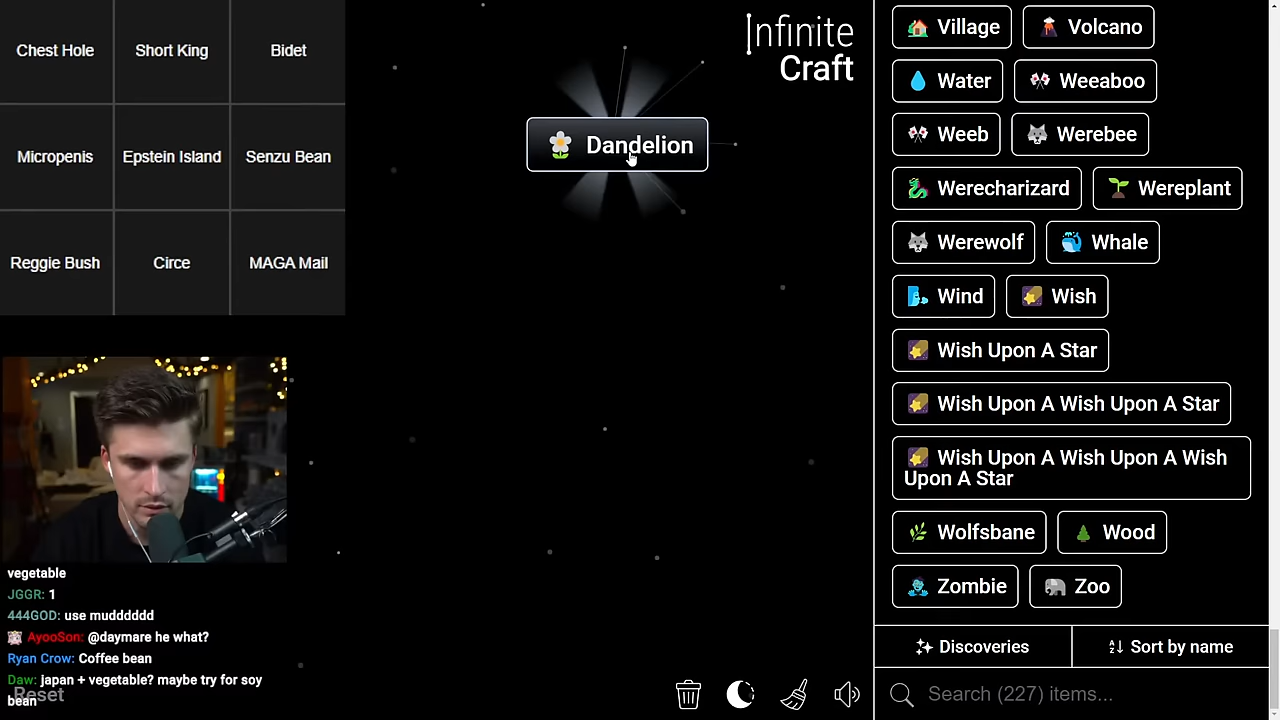 Chest Hole
Short King
Bidet
Micropenis
Epstein Island
Senzu Bean
Reggie Bush
Circe
MAGA Mail
Infinite
Craft
Dandelion
Village
Volcano
Water
Weeaboo
Weeb
Werebee
Werecharizard
Wereplant
Werewolf
Whale
Wind
Wish
Wish Upon A Star
Wish Upon A Wish Upon A Star
Wish Upon A Wish Upon A Wish
Upon A Star
Wolfsbane
Wood
Zombie
Zoo
Discoveries
Sort by name
Search (227) items...
vegetable
JGGR: 1
444GOD: use mudddddd
AyooSon: @daymare he what?
Ryan Crow: Coffee bean
Daw: japan + vegetable? maybe try for soy
bean
Reset